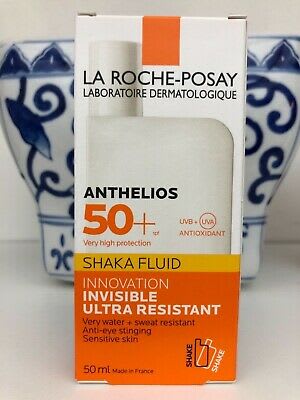 LA ROCHE-POSAY
LABORATOIRE DERMATOLOGIQUE
ANTHELIOS
50+ spf
Very high protection
UVB + UVA
ANTIOXIDANT
SHAKA FLUID
INNOVATION
INVISIBLE
ULTRA RESISTANT
Very water + sweat resistant
Anti-eye stinging
Sensitive skin
SHAKE SHAKE
50 ml Made in France